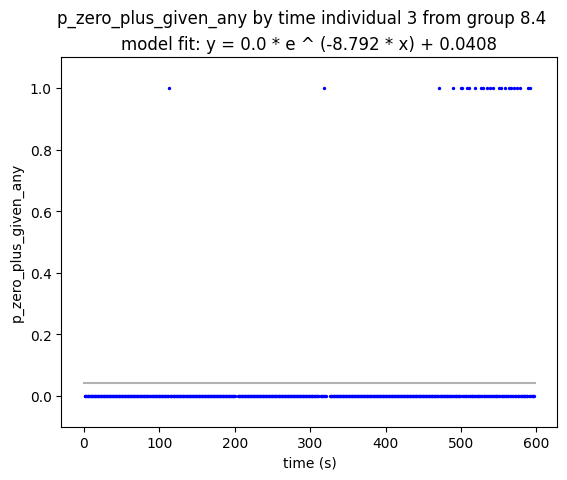 p_zero_plus_given_any by time individual 3 from group 8.4
model fit: y = 0.0 * e ^ (-8.792 * x) + 0.0408
p_zero_plus_given_any
1.0
0.8
0.6
0.4
0.2
0.0
0 100 200 300 400 500 600
time (s)